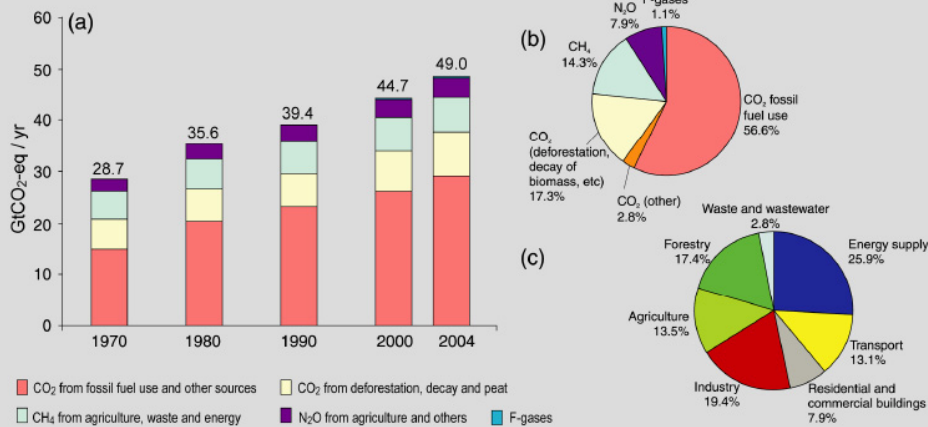 (a)
60
50
40
30
20
10
0
GtCO₂-eq / yr
28.7
35.6
39.4
44.7
49.0
1970
1980
1990
2000
2004
CO₂ from fossil fuel use and other sources
CO₂ from deforestation, decay and peat
CH₄ from agriculture, waste and energy
N₂O from agriculture and others
F-gases
(b)
F-gases
1.1%
N₂O
7.9%
CH₄
14.3%
CO₂
(deforestation,
decay of
biomass, etc)
17.3%
CO₂ (other)
2.8%
CO₂ fossil
fuel use
56.6%
(c)
Waste and wastewater
2.8%
Forestry
17.4%
Agriculture
13.5%
Industry
19.4%
Residential and
commercial buildings
7.9%
Transport
13.1%
Energy supply
25.9%